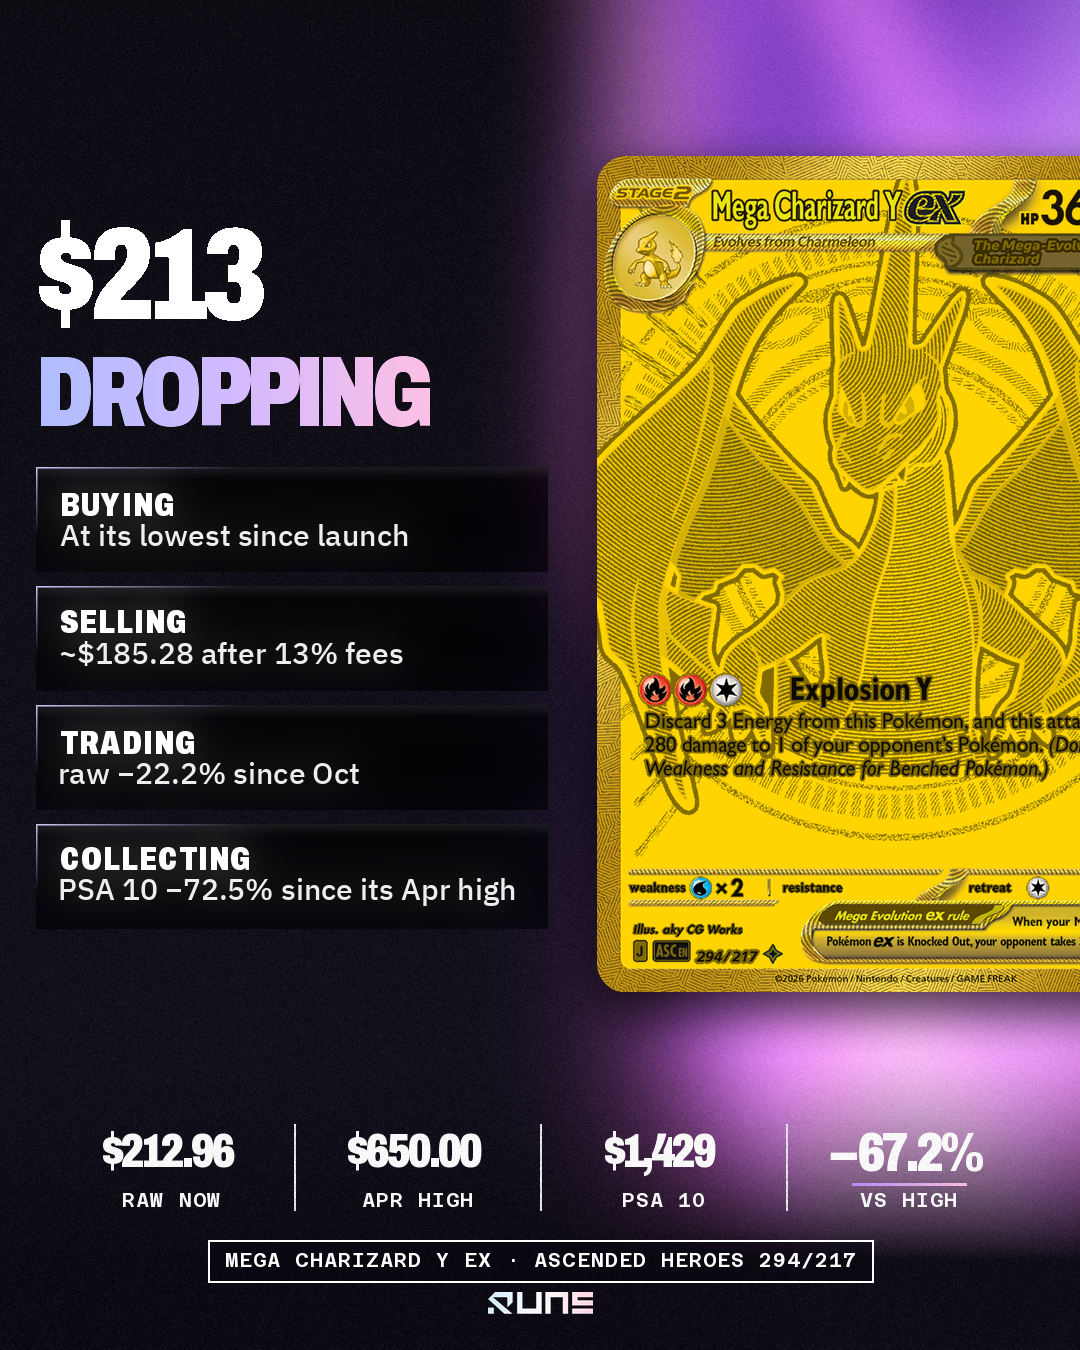 $213
DROPPING
BUYING
At its lowest since launch
SELLING
~$185.28 after 13% fees
TRADING
raw −22.2% since Oct
COLLECTING
PSA 10 −72.5% since its Apr high
STAGE2
Mega Charizard Y ex
HP 36
Evolves from Charmeleon
The Mega-Evol
Charizard
Explosion Y
Discard 3 Energy from this Pokémon, and this atta
280 damage to 1 of your opponent's Pokémon. (Do
Weakness and Resistance for Benched Pokémon.)
weakness ×2 resistance retreat
Mega Evolution ex rule
When your M
Pokémon ex is Knocked Out, your opponent takes
Illus. aky CG Works
J ASC EN 294/217
©2026 Pokémon / Nintendo / Creatures / GAME FREAK
$212.96
RAW NOW
$650.00
APR HIGH
$1,429
PSA 10
−67.2%
VS HIGH
MEGA CHARIZARD Y EX · ASCENDED HEROES 294/217
RUNE